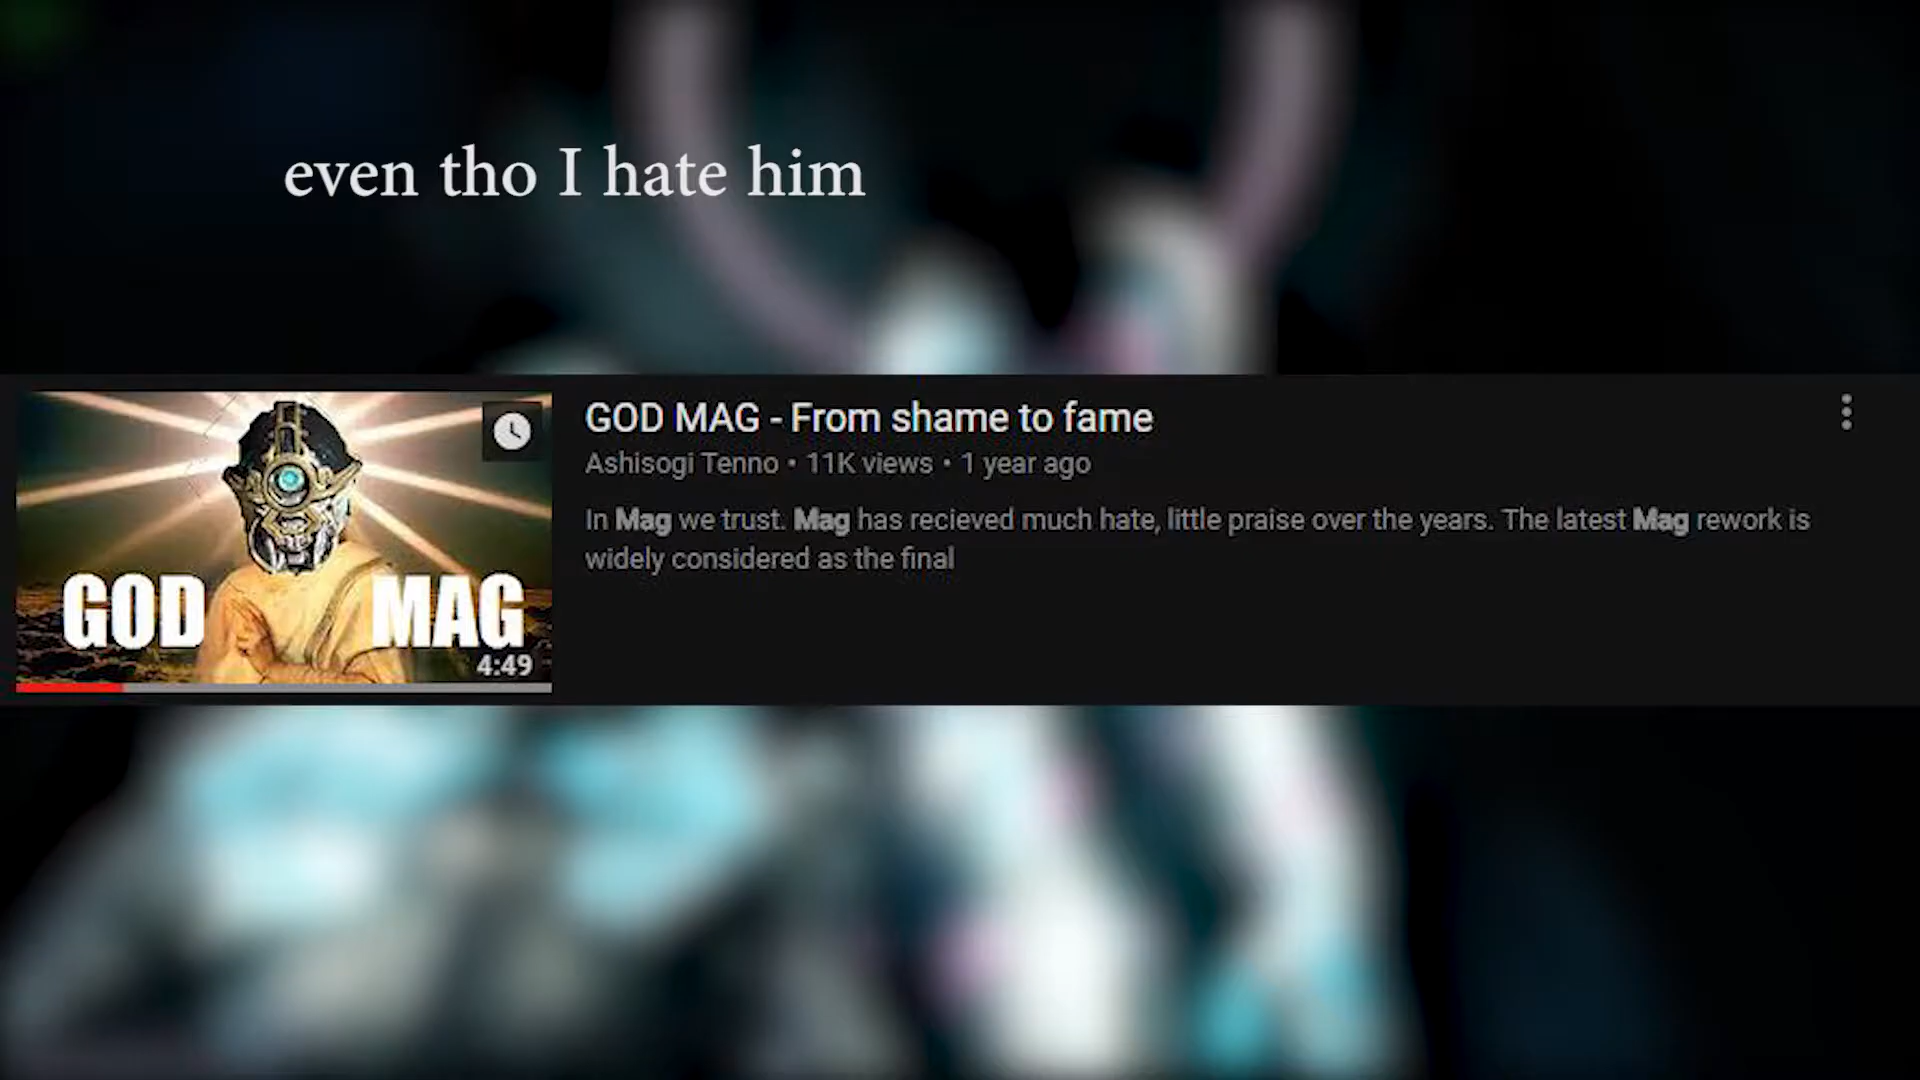 even tho I hate him
GOD MAG - From shame to fame
Ashisogi Tenno • 11K views • 1 year ago
In Mag we trust. Mag has recieved much hate, little praise over the years. The latest Mag rework is
widely considered as the final
GOD MAG
4:49